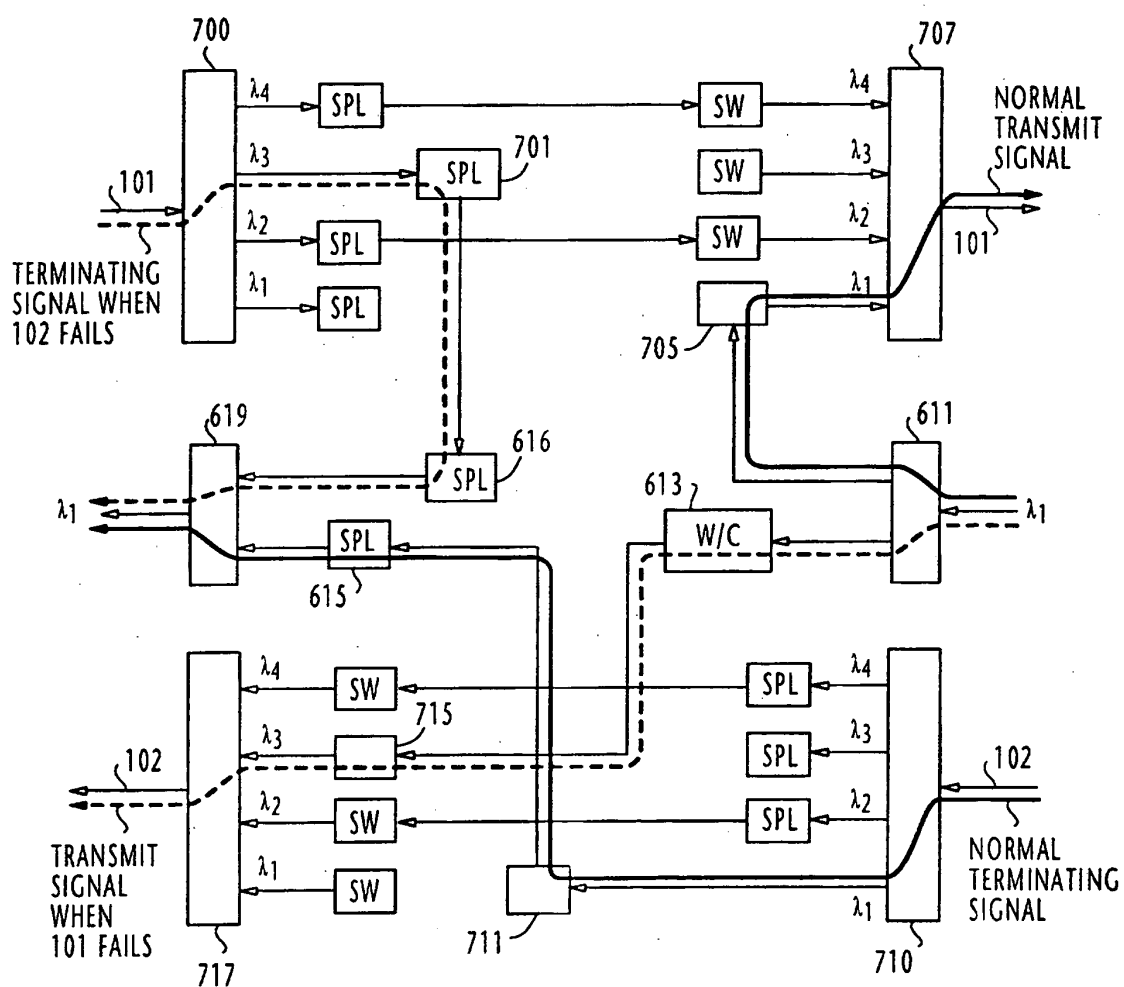 700
707
λ4
SPL
SW
λ4
NORMAL
TRANSMIT
SIGNAL
λ3
SPL
701
SW
λ3
101
λ2
SPL
SW
λ2
101
TERMINATING
SIGNAL WHEN
102 FAILS
λ1
SPL
λ1
705
619
611
SPL
616
613
λ1
SPL
W/C
λ1
615
λ4
SW
SPL
λ4
715
λ3
SPL
λ3
102
102
λ2
SW
SPL
λ2
TRANSMIT
SIGNAL
WHEN
101 FAILS
λ1
SW
λ1
NORMAL
TERMINATING
SIGNAL
711
717
710